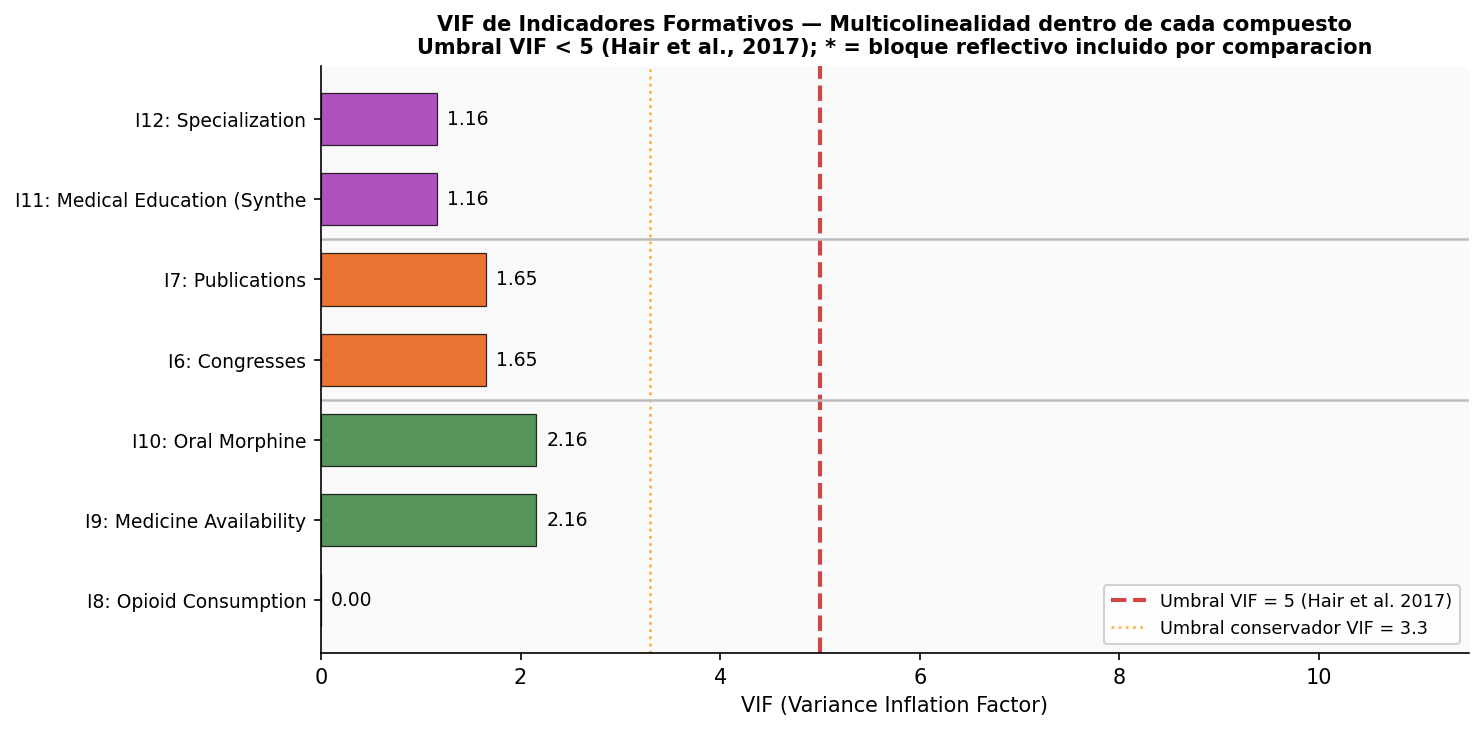 VIF de Indicadores Formativos — Multicolinealidad dentro de cada compuesto
Umbral VIF < 5 (Hair et al., 2017); * = bloque reflectivo incluido por comparacion
I12: Specialization
1.16
I11: Medical Education (Synthe
1.16
I7: Publications
1.65
I6: Congresses
1.65
I10: Oral Morphine
2.16
I9: Medicine Availability
2.16
I8: Opioid Consumption
0.00
Umbral VIF = 5 (Hair et al. 2017)
Umbral conservador VIF = 3.3
0 2 4 6 8 10
VIF (Variance Inflation Factor)